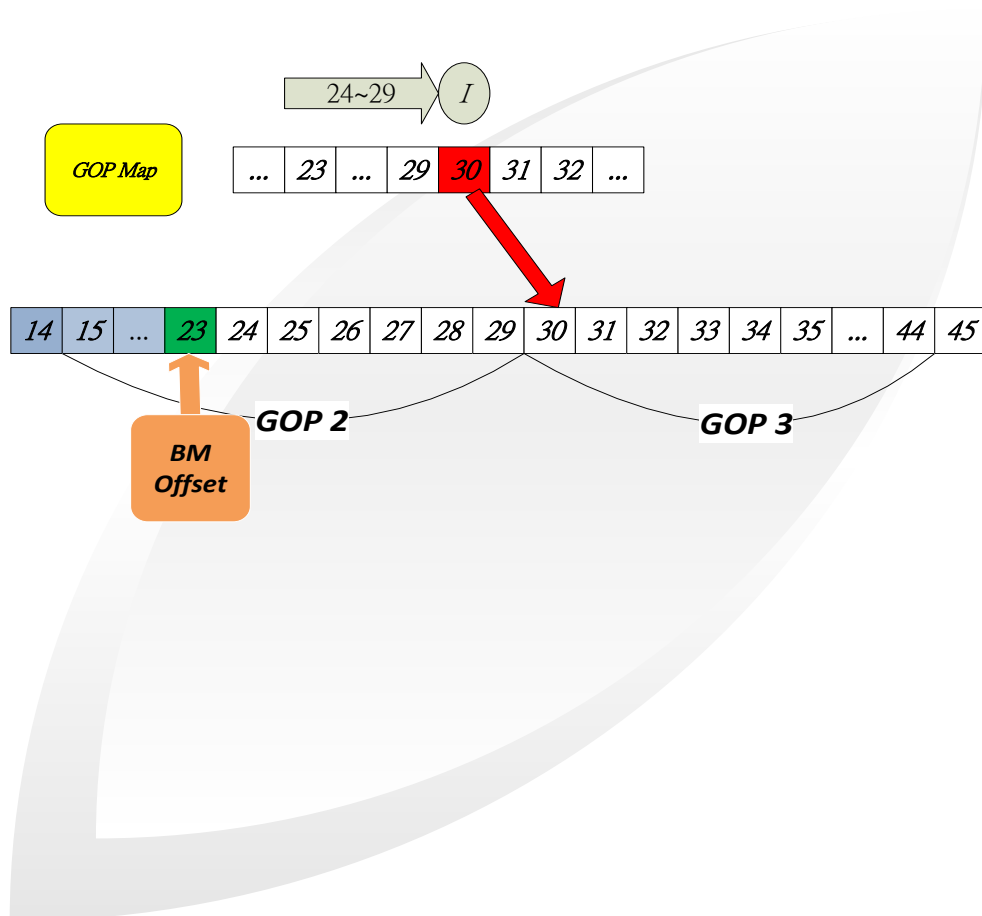 24~29 I
GOP Map
... 23 ... 29 30 31 32 ...
14 15 ... 23 24 25 26 27 28 29 30 31 32 33 34 35 ... 44 45
GOP 2
GOP 3
BM
Offset